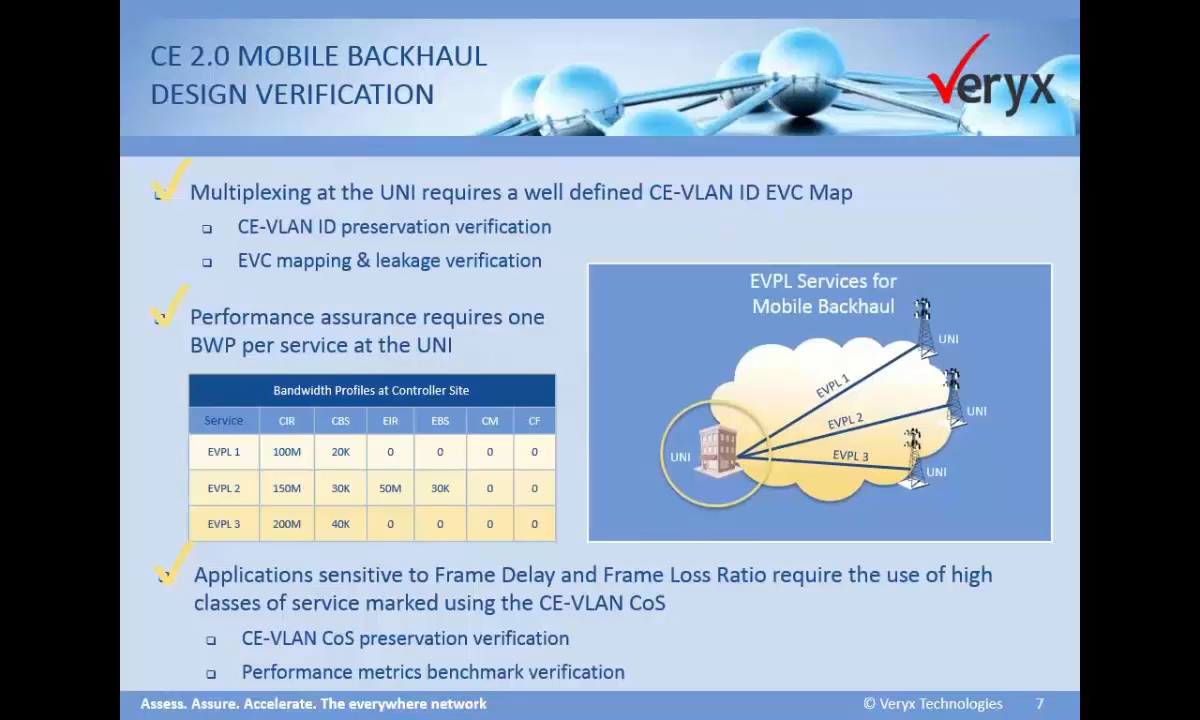 CE 2.0 MOBILE BACKHAUL
DESIGN VERIFICATION
Veryx
Multiplexing at the UNI requires a well defined CE-VLAN ID EVC Map
CE-VLAN ID preservation verification
EVC mapping & leakage verification
Performance assurance requires one
BWP per service at the UNI
Bandwidth Profiles at Controller Site
Service CIR CBS EIR EBS CM CF
EVPL 1 100M 20K 0 0 0 0
EVPL 2 150M 30K 50M 30K 0 0
EVPL 3 200M 40K 0 0 0 0
EVPL Services for
Mobile Backhaul
UNI
EVPL 1
UNI
EVPL 2
UNI
EVPL 3
UNI
Applications sensitive to Frame Delay and Frame Loss Ratio require the use of high
classes of service marked using the CE-VLAN CoS
CE-VLAN CoS preservation verification
Performance metrics benchmark verification
Assess. Assure. Accelerate. The everywhere network
© Veryx Technologies 7